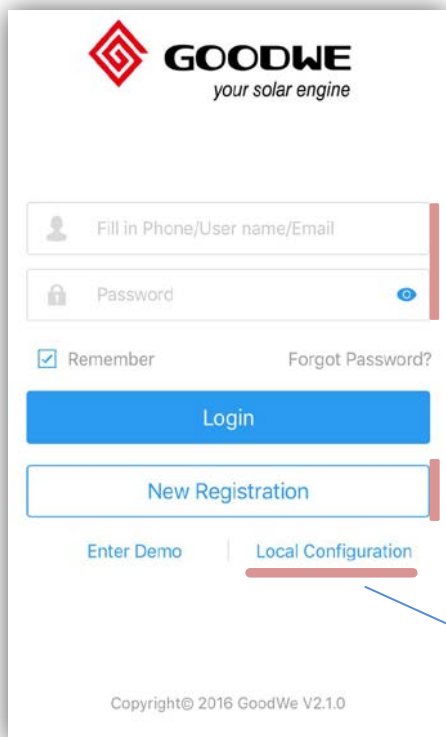 GOODWE
your solar engine
Fill in Phone/User name/Email
Password
Remember Forgot Password?
Login
New Registration
Enter Demo Local Configuration
Copyright© 2016 GoodWe V2.1.0